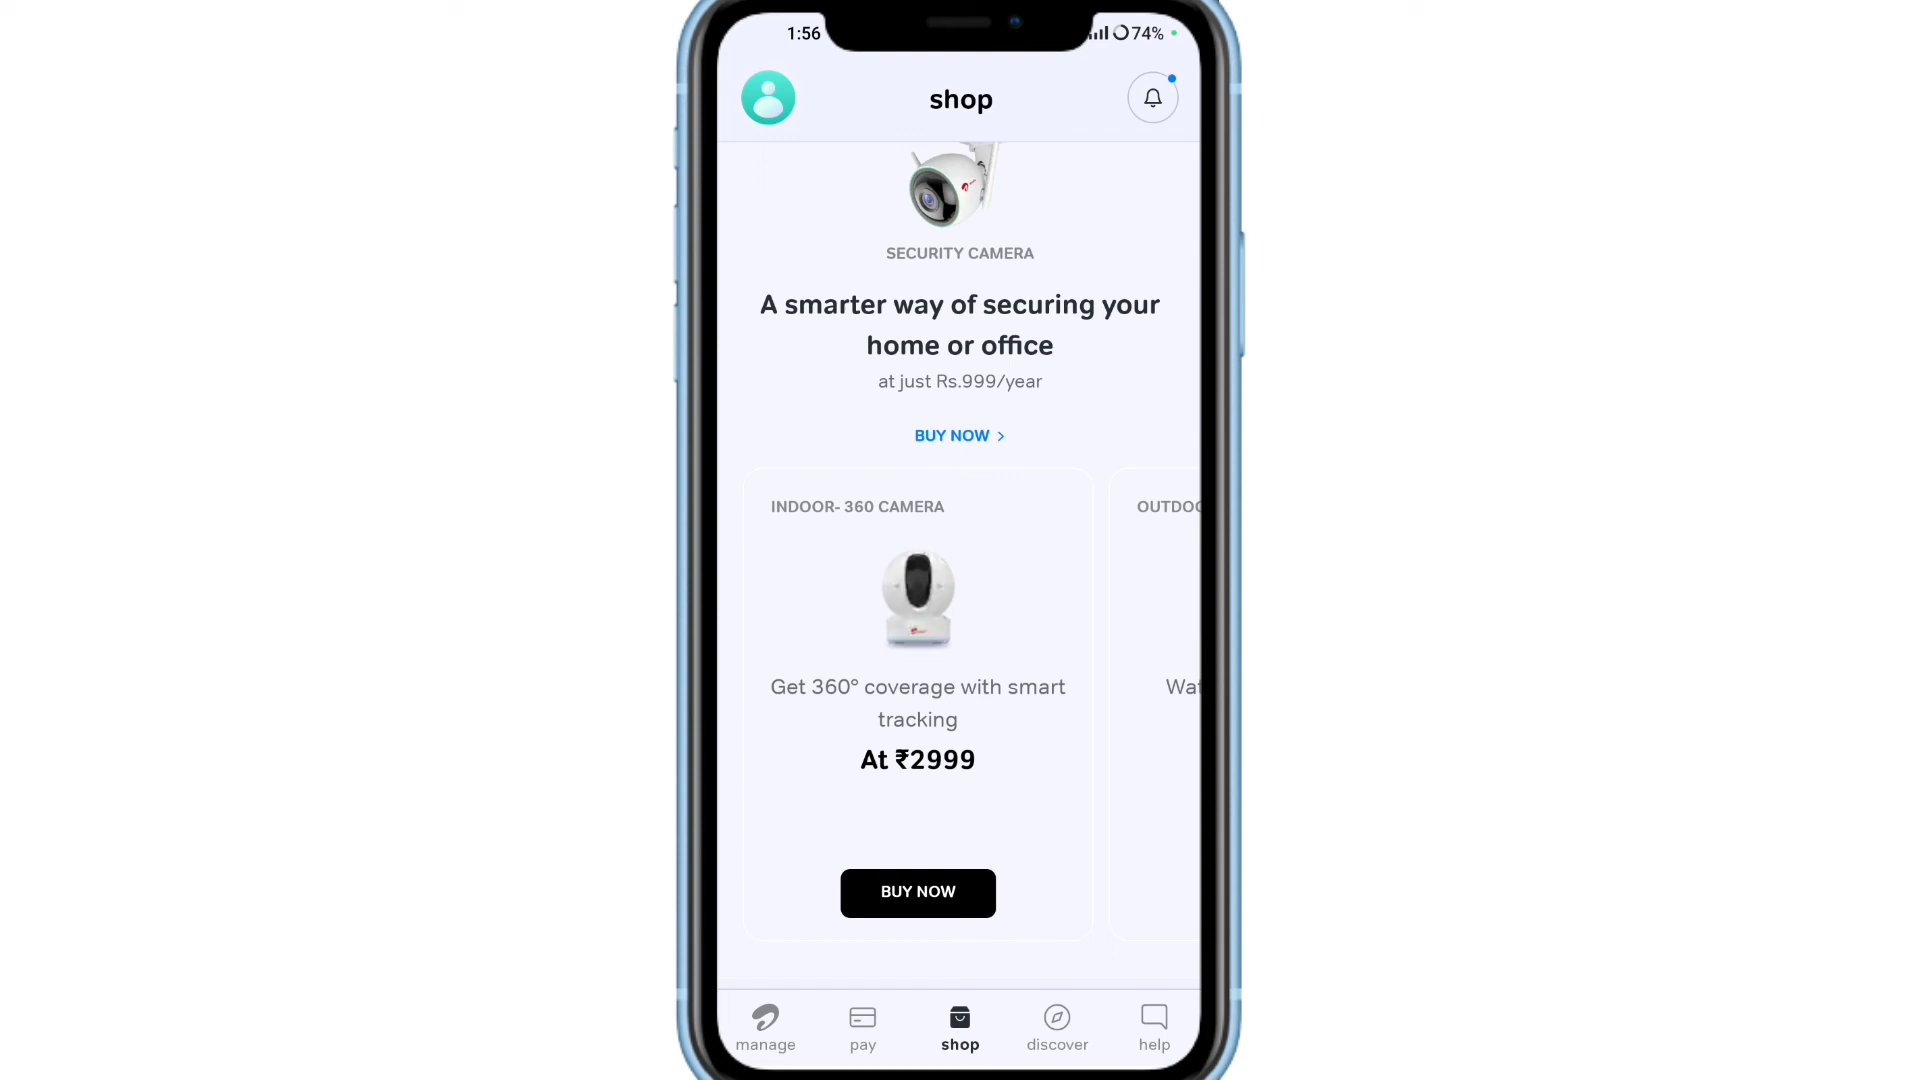 1:56
74%
shop
SECURITY CAMERA
A smarter way of securing your
home or office
at just Rs.999/year
BUY NOW >
INDOOR- 360 CAMERA
Get 360° coverage with smart
tracking
At ₹2999
BUY NOW
manage
pay
shop
discover
help